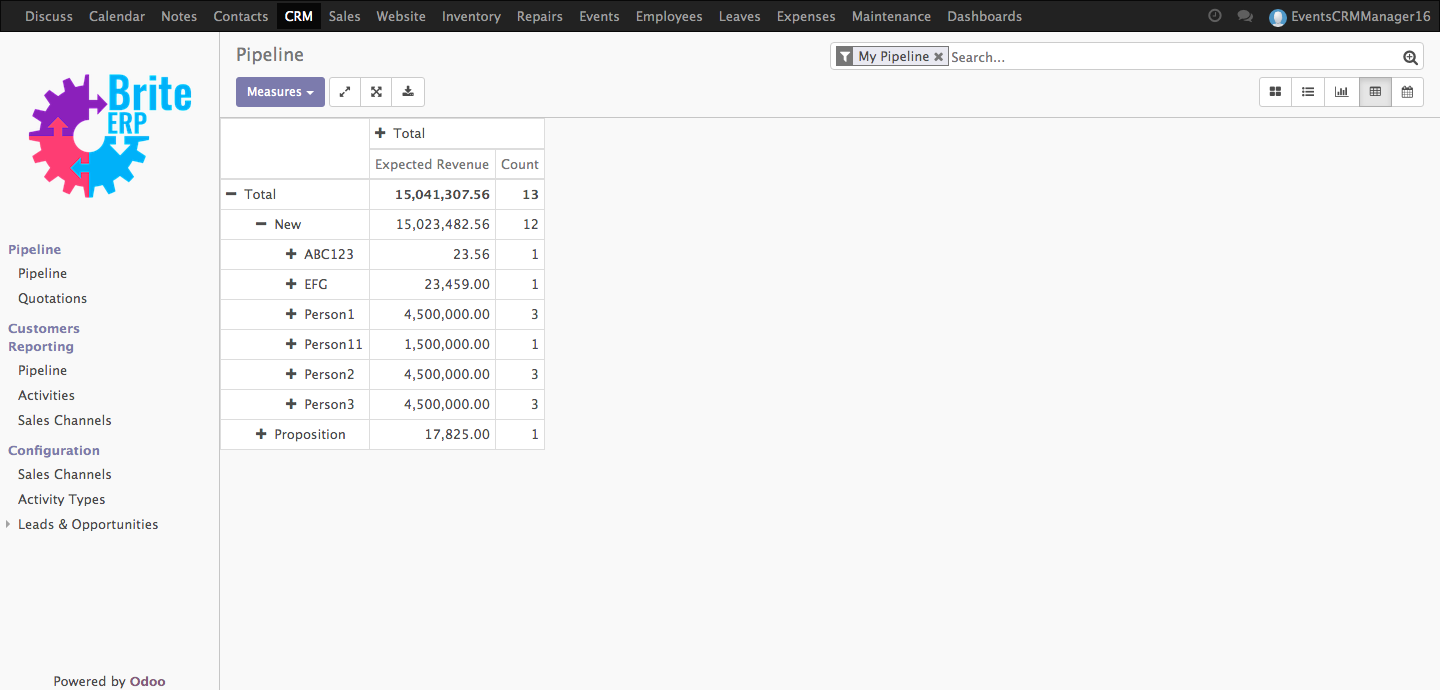 Discuss Calendar Notes Contacts CRM Sales Website Inventory Repairs Events Employees Leaves Expenses Maintenance Dashboards EventsCRMManager16
Brite
ERP
Pipeline
Pipeline
Quotations
Customers
Reporting
Pipeline
Activities
Sales Channels
Configuration
Sales Channels
Activity Types
Leads & Opportunities
Powered by Odoo
Pipeline
My Pipeline Search...
Measures
Total
Expected Revenue Count
Total 15,041,307.56 13
New 15,023,482.56 12
ABC123 23.56 1
EFG 23,459.00 1
Person1 4,500,000.00 3
Person11 1,500,000.00 1
Person2 4,500,000.00 3
Person3 4,500,000.00 3
Proposition 17,825.00 1